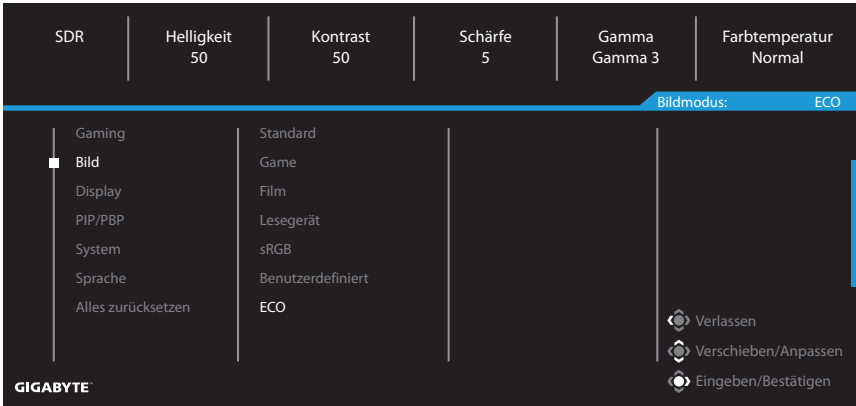 SDR
Helligkeit
50
Kontrast
50
Schärfe
5
Gamma
Gamma 3
Farbtemperatur
Normal
Bildmodus: ECO
Gaming
Bild
Display
PIP/PBP
System
Sprache
Alles zurücksetzen
Standard
Game
Film
Lesegerät
sRGB
Benutzerdefiniert
ECO
Verlassen
Verschieben/Anpassen
Eingeben/Bestätigen
GIGABYTE™